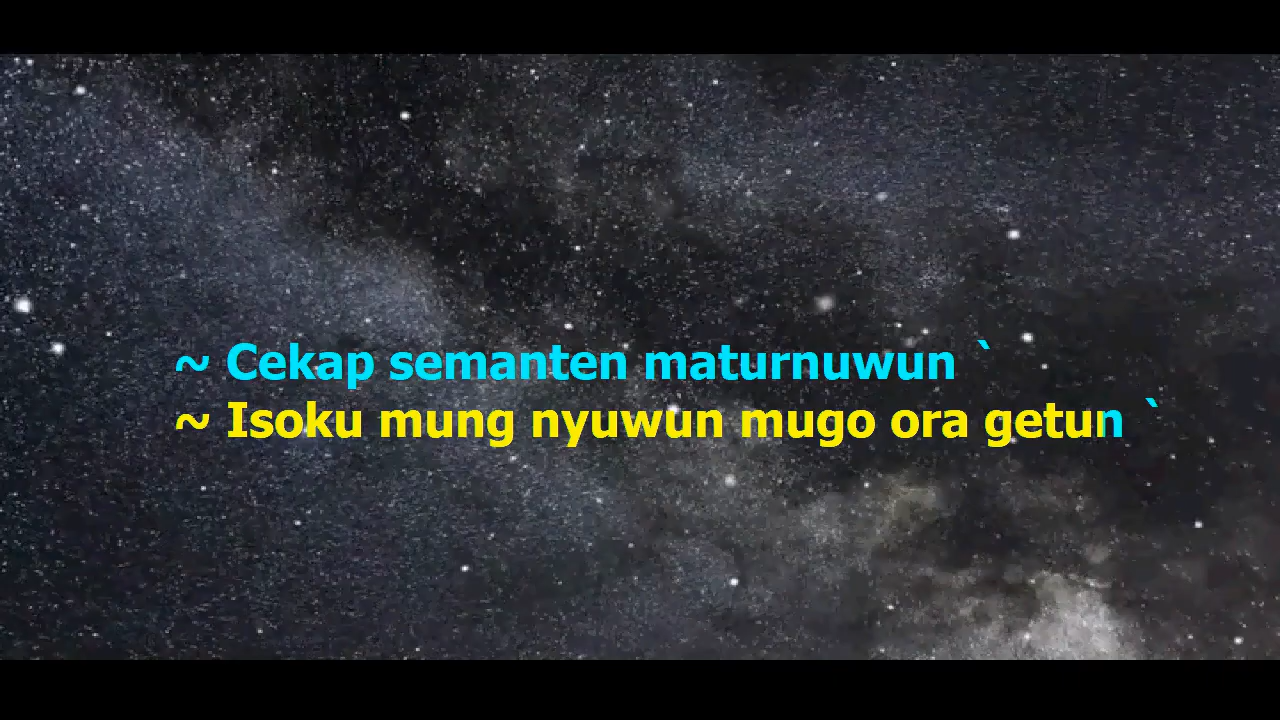 ~ Cekap semanten maturnuwun `
~ Isoku mung nyuwun mugo ora getun `